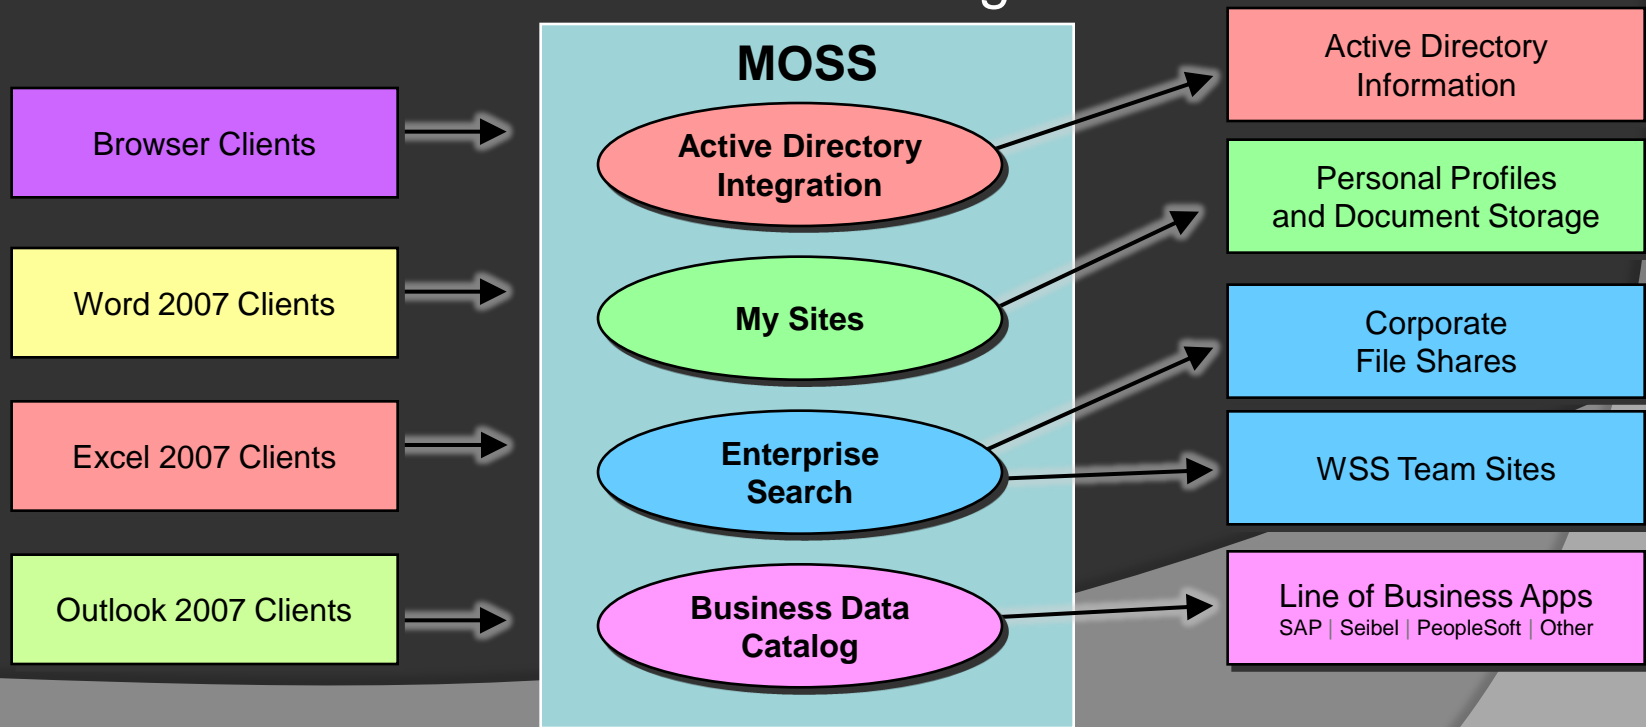 MOSS
Browser Clients
Word 2007 Clients
Excel 2007 Clients
Outlook 2007 Clients
Active Directory
Integration
My Sites
Enterprise
Search
Business Data
Catalog
Active Directory
Information
Personal Profiles
and Document Storage
Corporate
File Shares
WSS Team Sites
Line of Business Apps
SAP | Seibel | PeopleSoft | Other